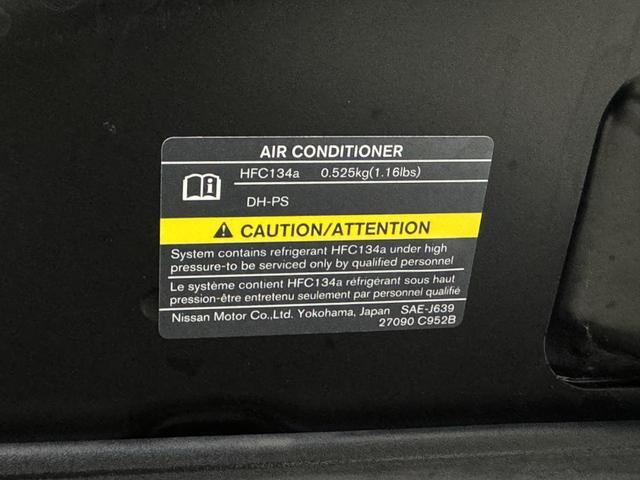 AIR CONDITIONER
HFC134a 0.525kg(1.16lbs)
DH-PS
CAUTION/ATTENTION
System contains refrigerant HFC134a under high
pressure-to be serviced only by qualified personnel
Le système contient HFC134a réfrigérant sous haut
pression-être entretenu seulement par personnel qualifié
Nissan Motor Co.,Ltd. Yokohama, Japan SAE-J639
27090 C952B